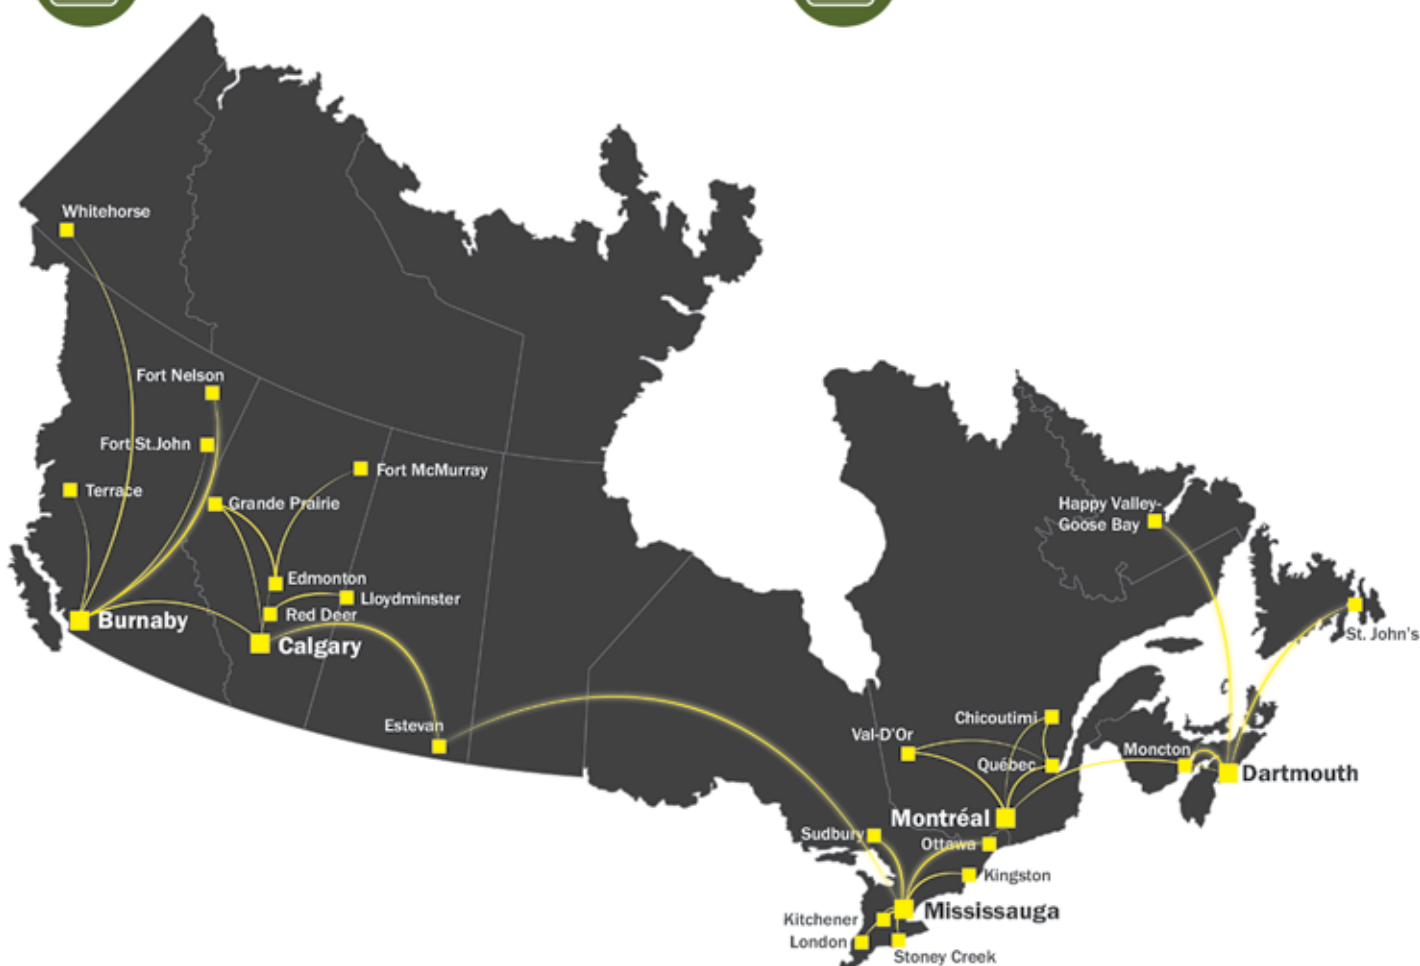 Whitehorse
Fort Nelson
Fort St.John
Fort McMurray
Terrace
Grande Prairie
Happy Valley-
Goose Bay
Edmonton
Lloydminster
Red Deer
Burnaby
Calgary
St. John's
Estevan
Chicoutimi
Val-D'Or
Moncton
Québec
Dartmouth
Montréal
Sudbury
Ottawa
Kingston
Mississauga
Kitchener
London
Stoney Creek